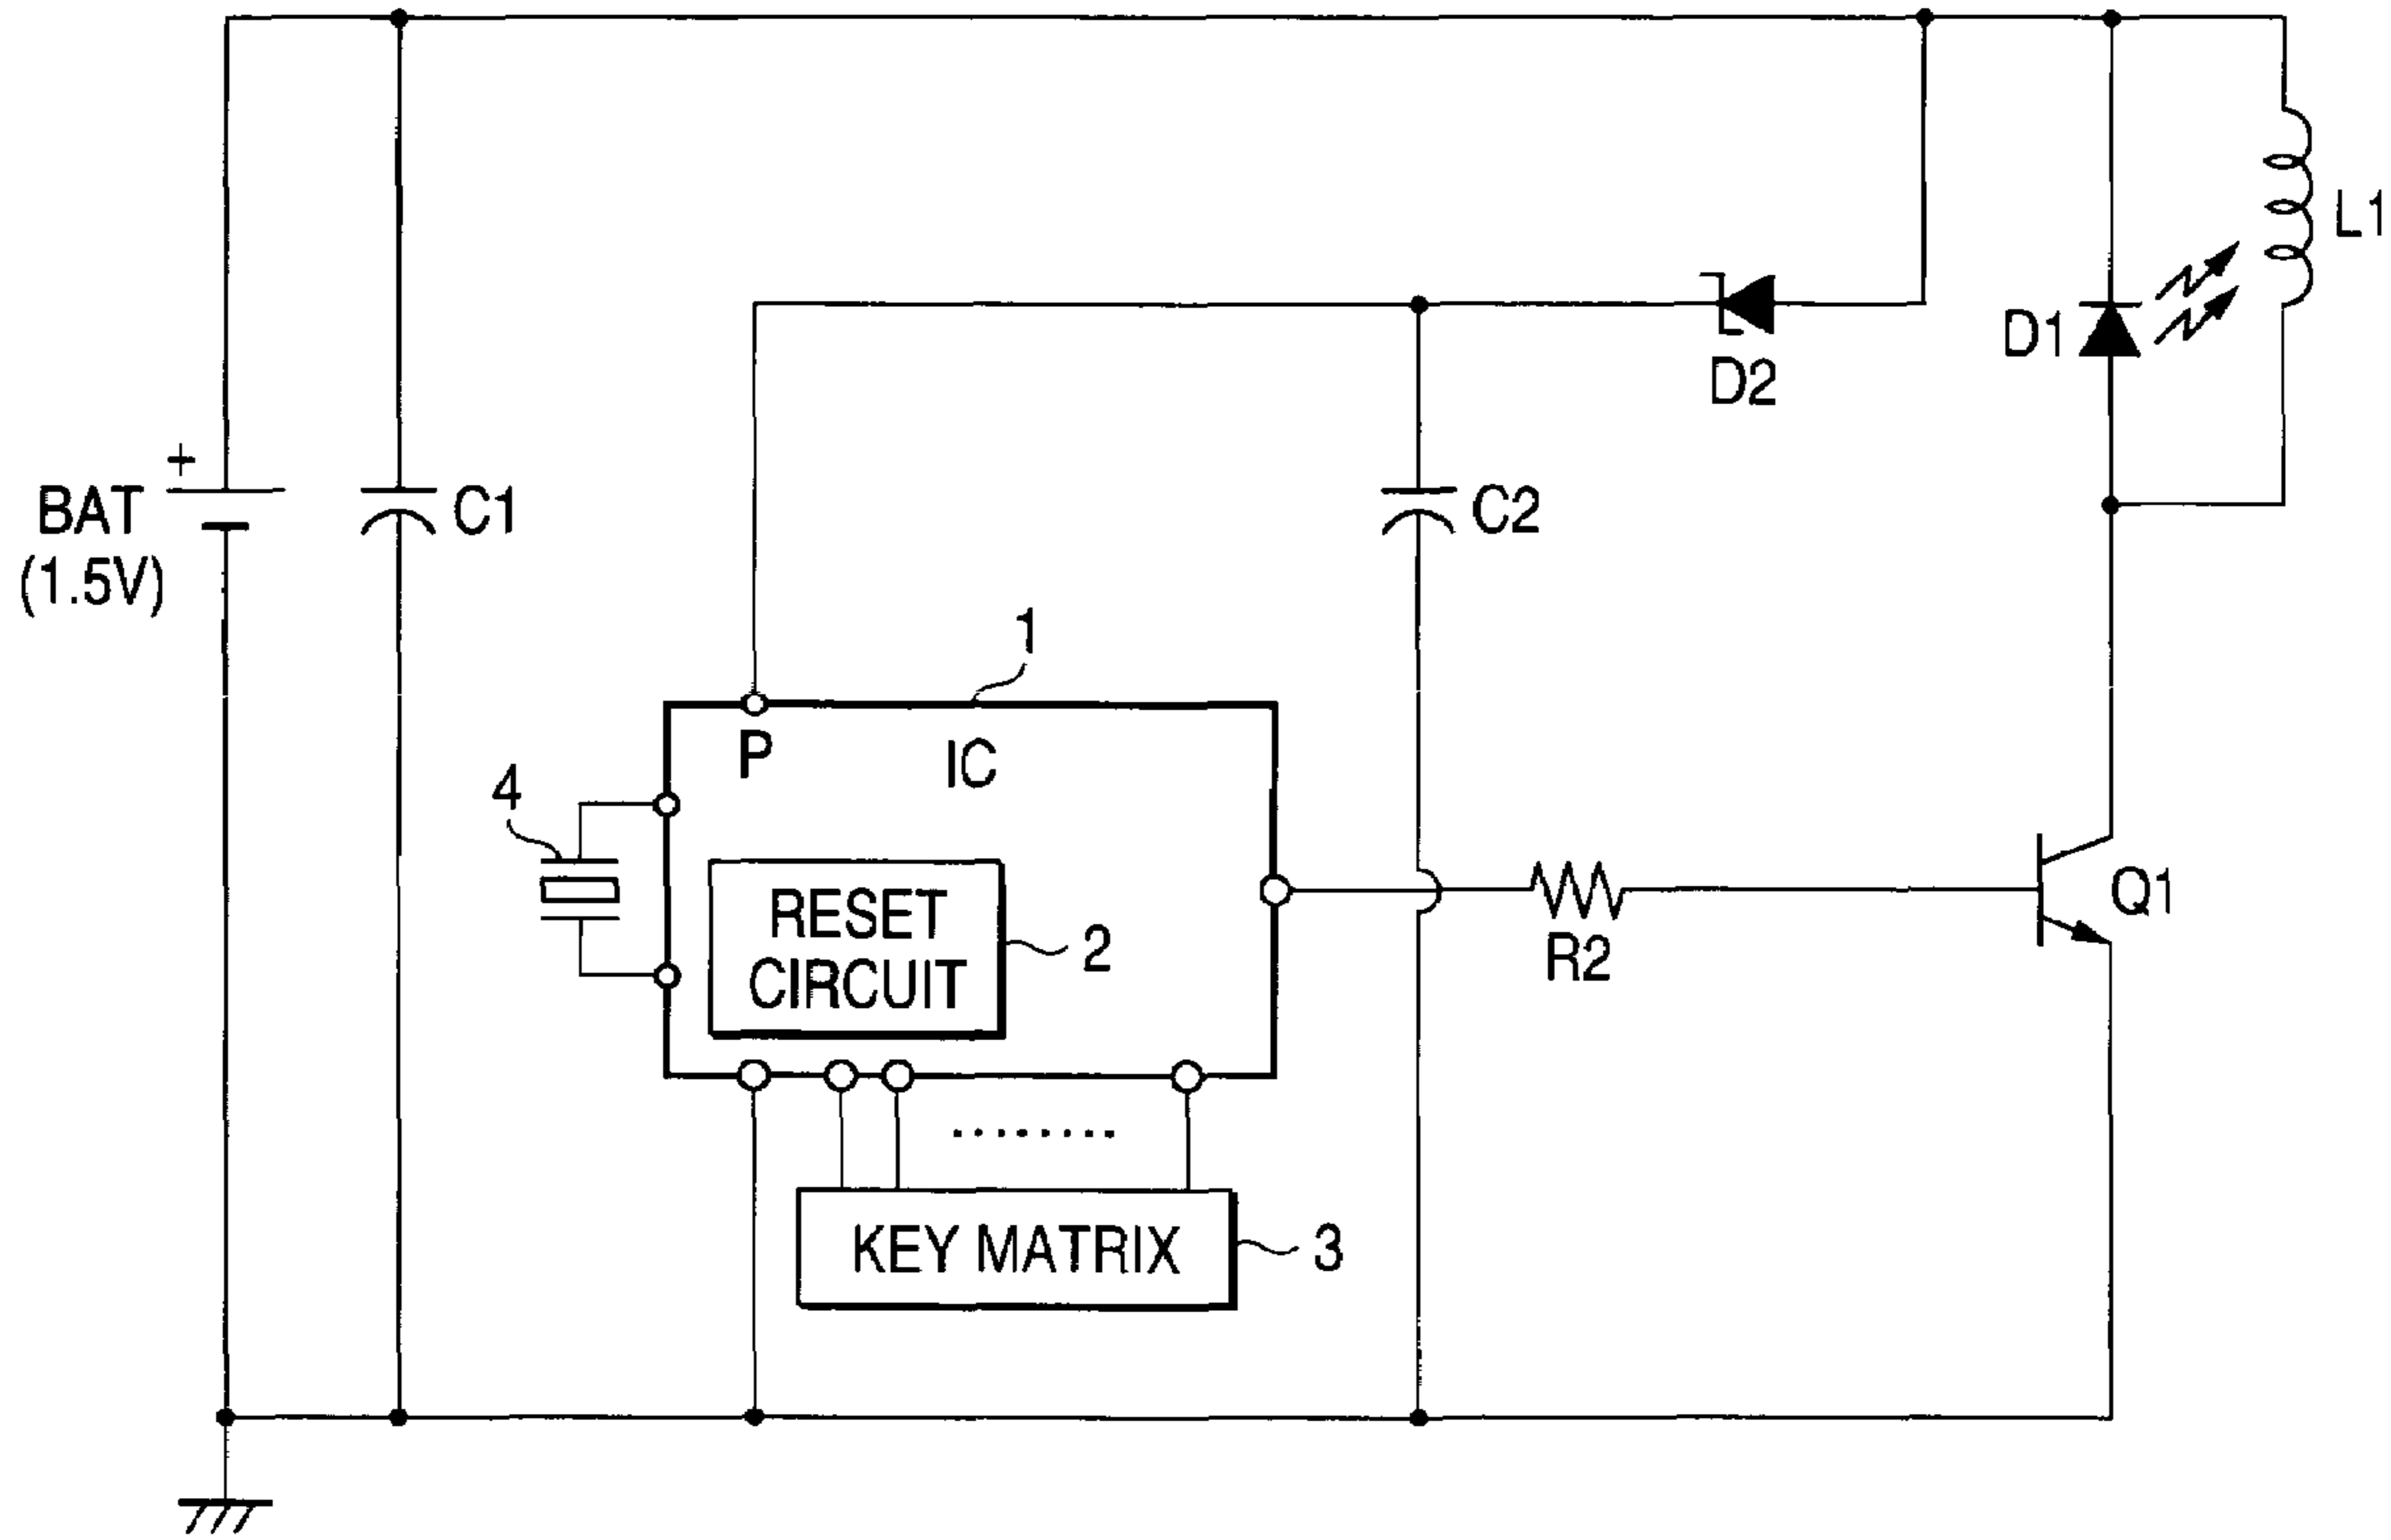 L1
D1
D2
+
BAT
(1.5V)
C1
C2
1
P
IC
4
RESET
CIRCUIT
2
R2
Q1
KEY MATRIX
3